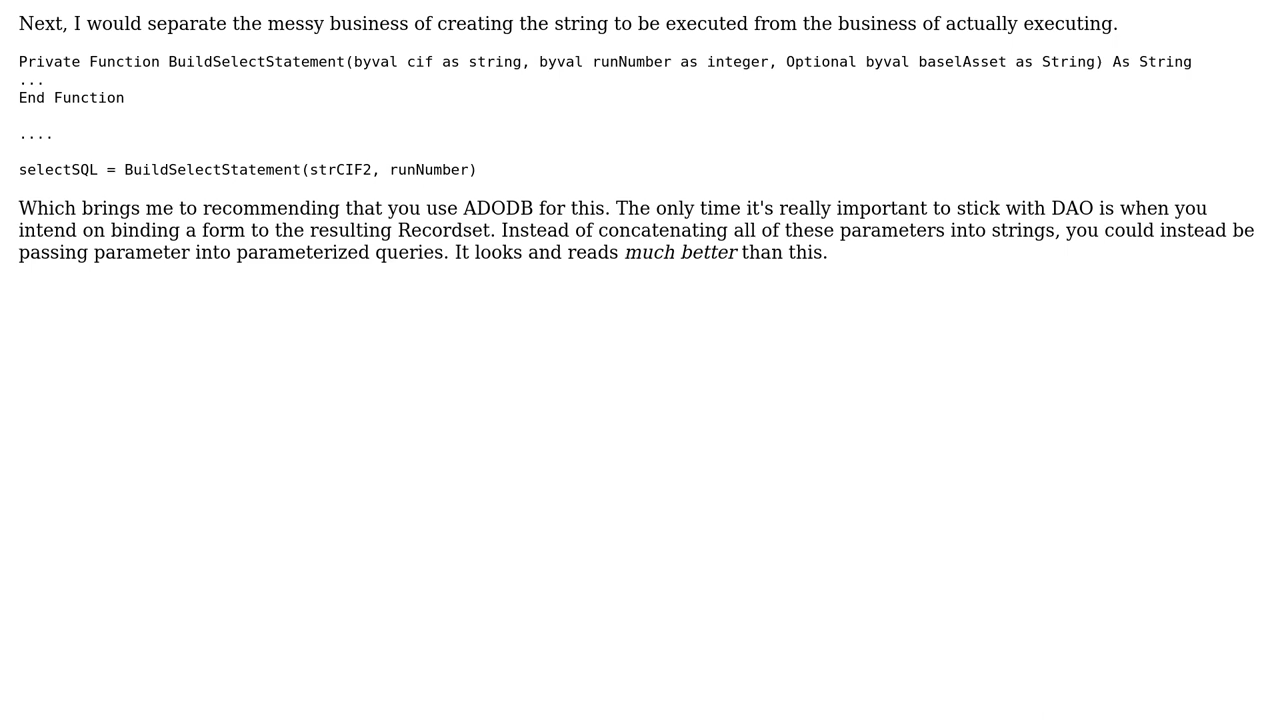 Next, I would separate the messy business of creating the string to be executed from the business of actually executing.
Private Function BuildSelectStatement(byval cif as string, byval runNumber as integer, Optional byval baselAsset as String) As String
...
End Function
....
selectSQL = BuildSelectStatement(strCIF2, runNumber)
Which brings me to recommending that you use ADODB for this. The only time it's really important to stick with DAO is when you
intend on binding a form to the resulting Recordset. Instead of concatenating all of these parameters into strings, you could instead be
passing parameter into parameterized queries. It looks and reads much better than this.